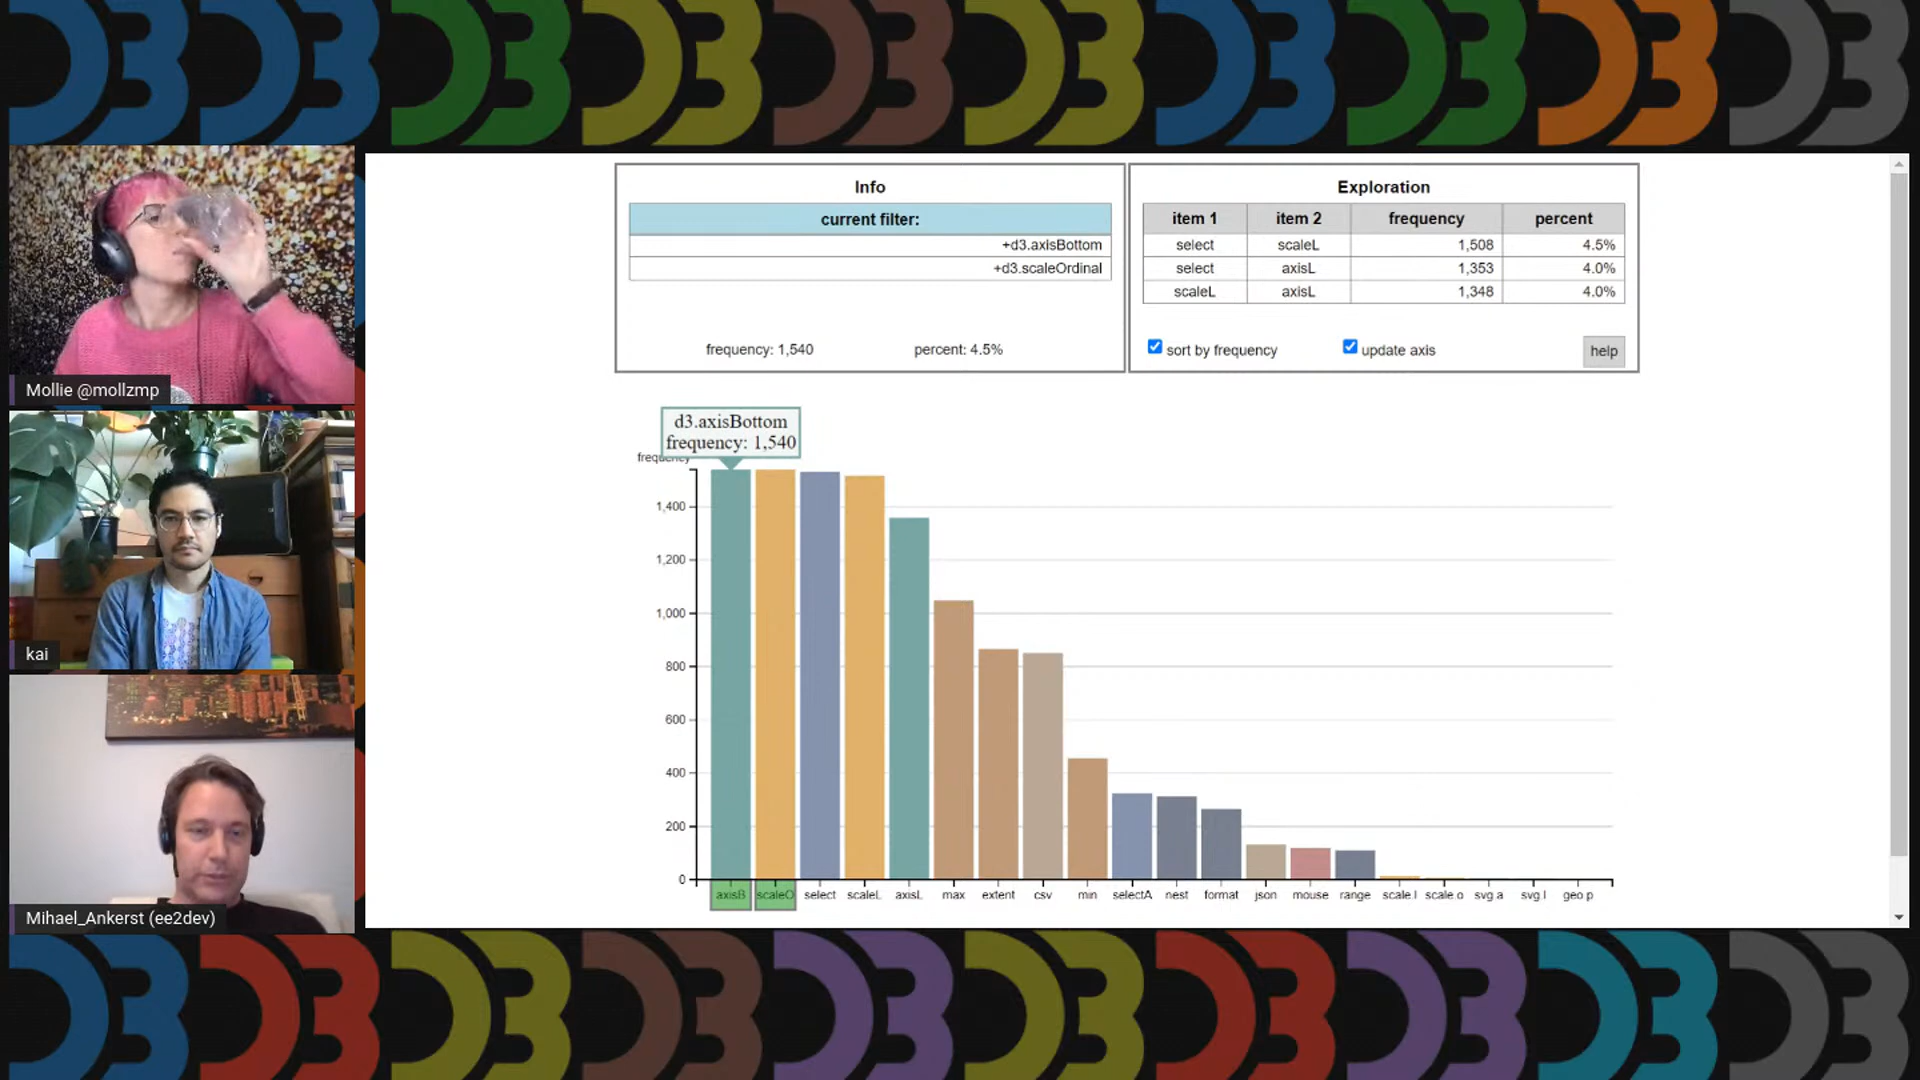 Mollie @mollzmp
kai
Mihael_Ankerst (ee2dev)
Info
current filter:
+d3.axisBottom
+d3.scaleOrdinal
frequency: 1,540 percent: 4.5%
Exploration
item 1 item 2 frequency percent
select scaleL 1,508 4.5%
select axisL 1,353 4.0%
scaleL axisL 1,348 4.0%
sort by frequency update axis help
d3.axisBottom
frequency: 1,540
frequency
1,400
1,200
1,000
800
600
400
200
0
axisB scaleO select scaleL axisL max extent csv min selectA nest format json mouse range scale.l scale.o svg.a svg.l geo.p